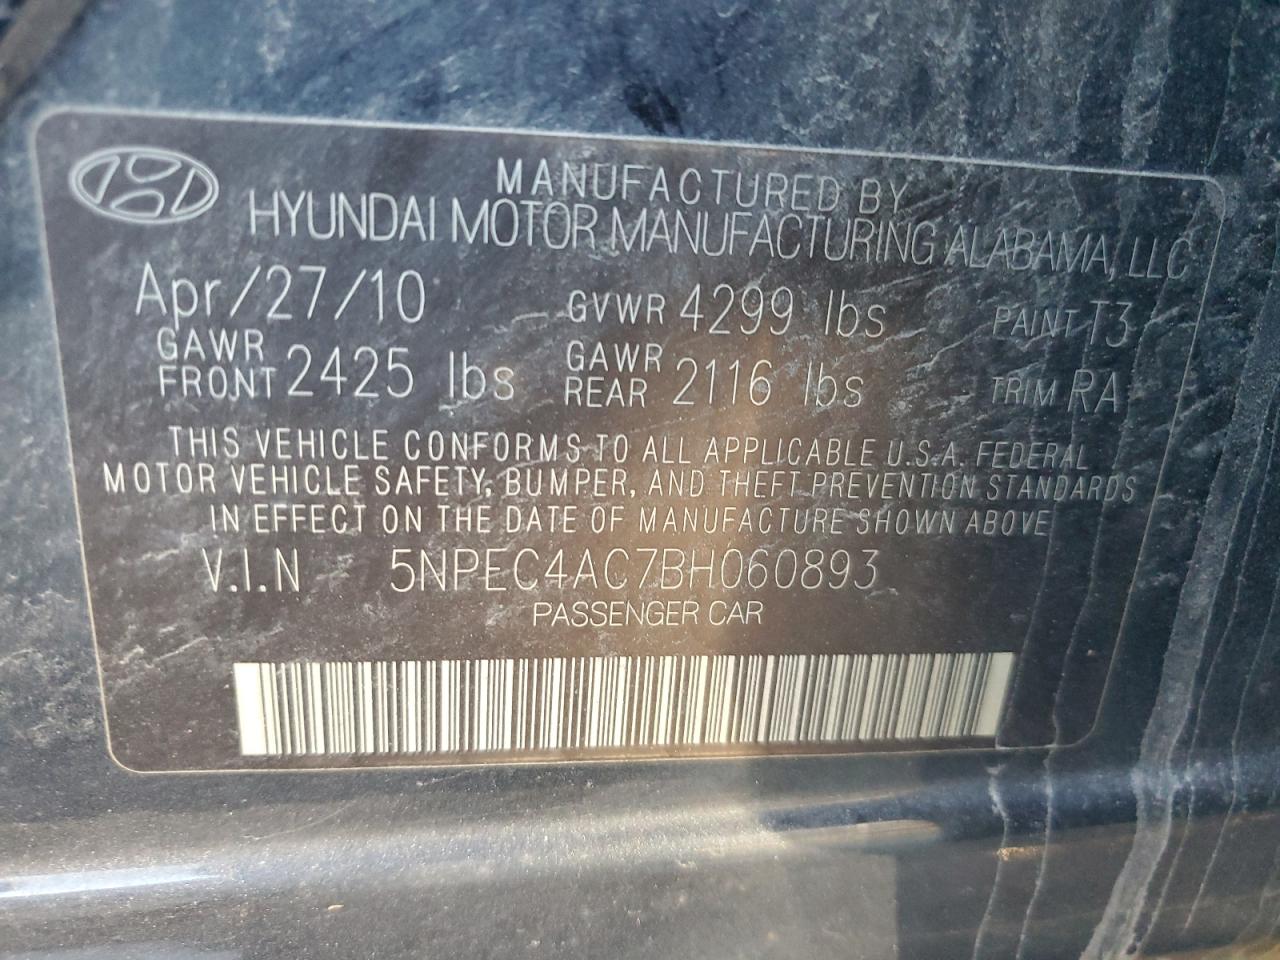 MANUFACTURED BY
HYUNDAI MOTOR MANUFACTURING ALABAMA, LLC
Apr/27/10 GVWR 4299 lbs PAINT T3
GAWR FRONT 2425 lbs GAWR REAR 2116 lbs TRIM RA
THIS VEHICLE CONFORMS TO ALL APPLICABLE U.S.A. FEDERAL
MOTOR VEHICLE SAFETY, BUMPER, AND THEFT PREVENTION STANDARDS
IN EFFECT ON THE DATE OF MANUFACTURE SHOWN ABOVE
V.I.N 5NPEC4AC7BH060893
PASSENGER CAR